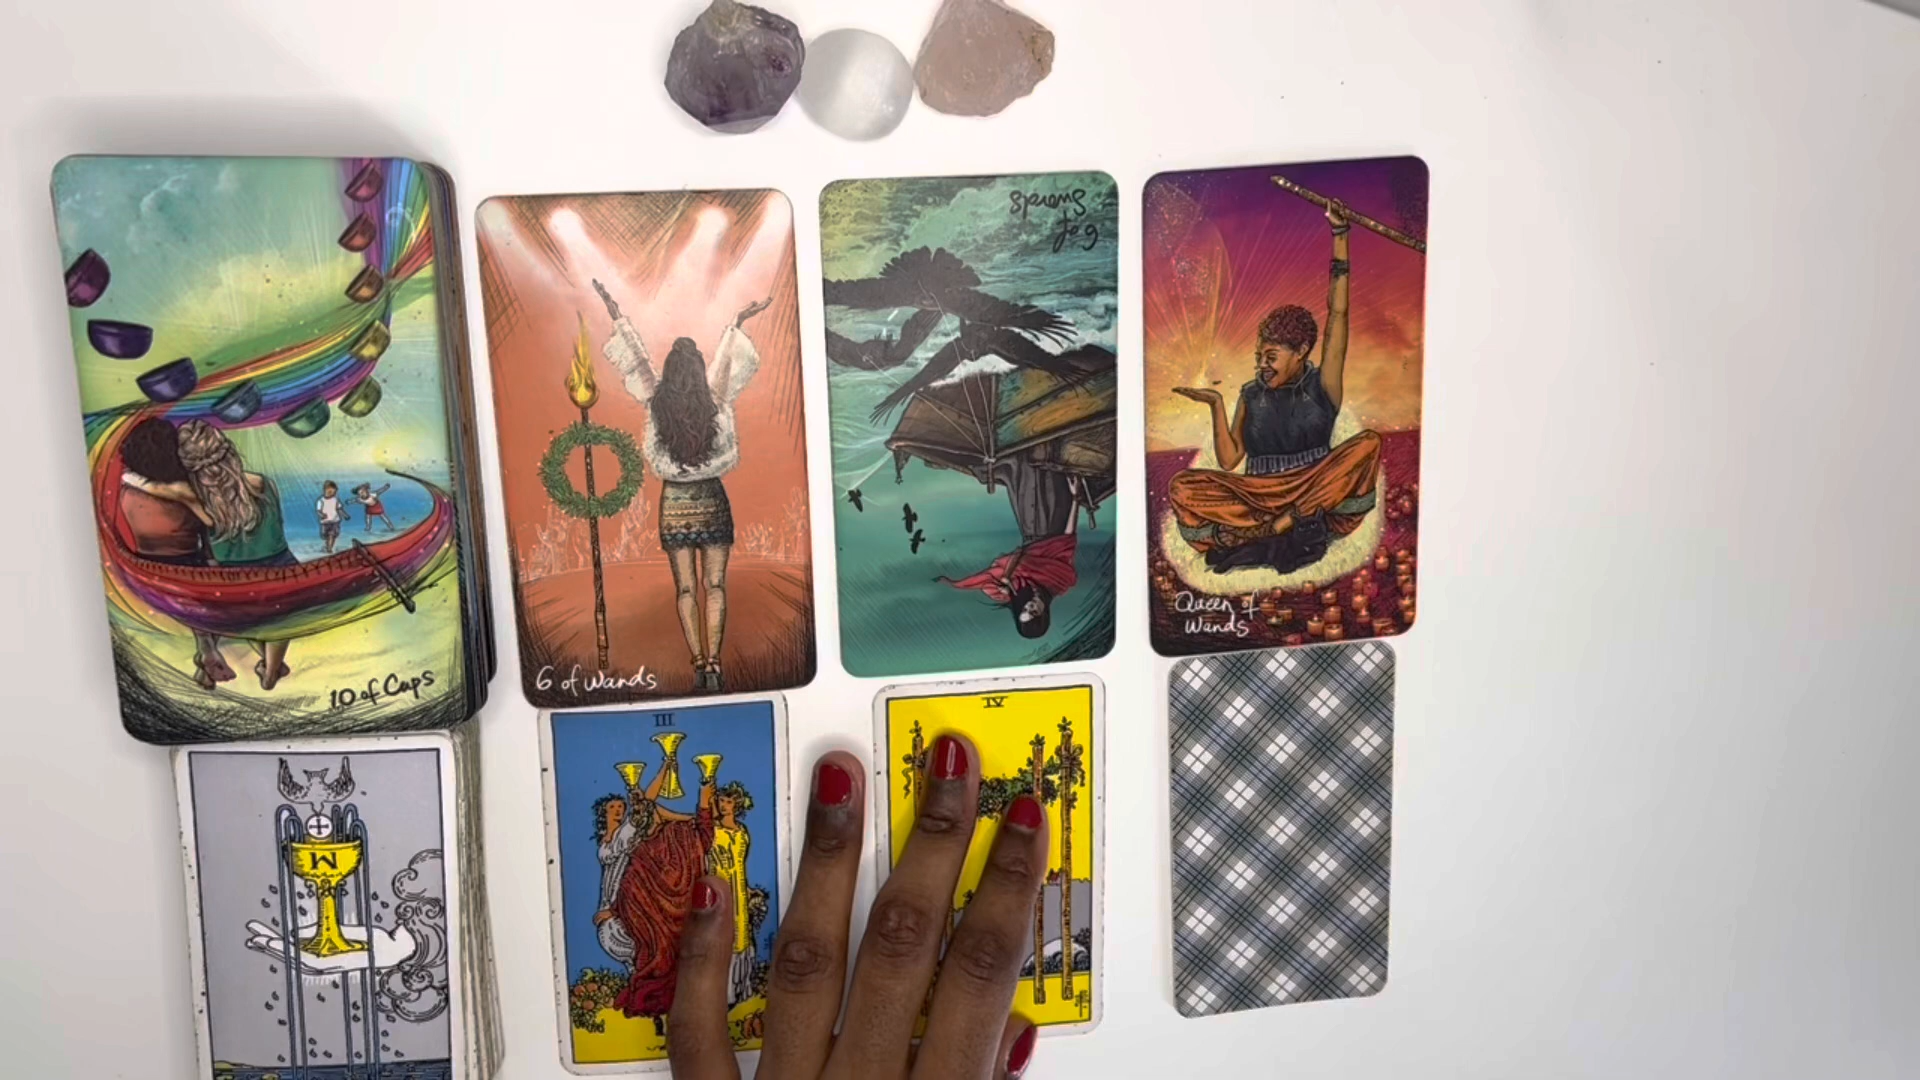 10 of Cups
6 of Wands
6 of
Swords
Queen of
Wands
M
III
IV